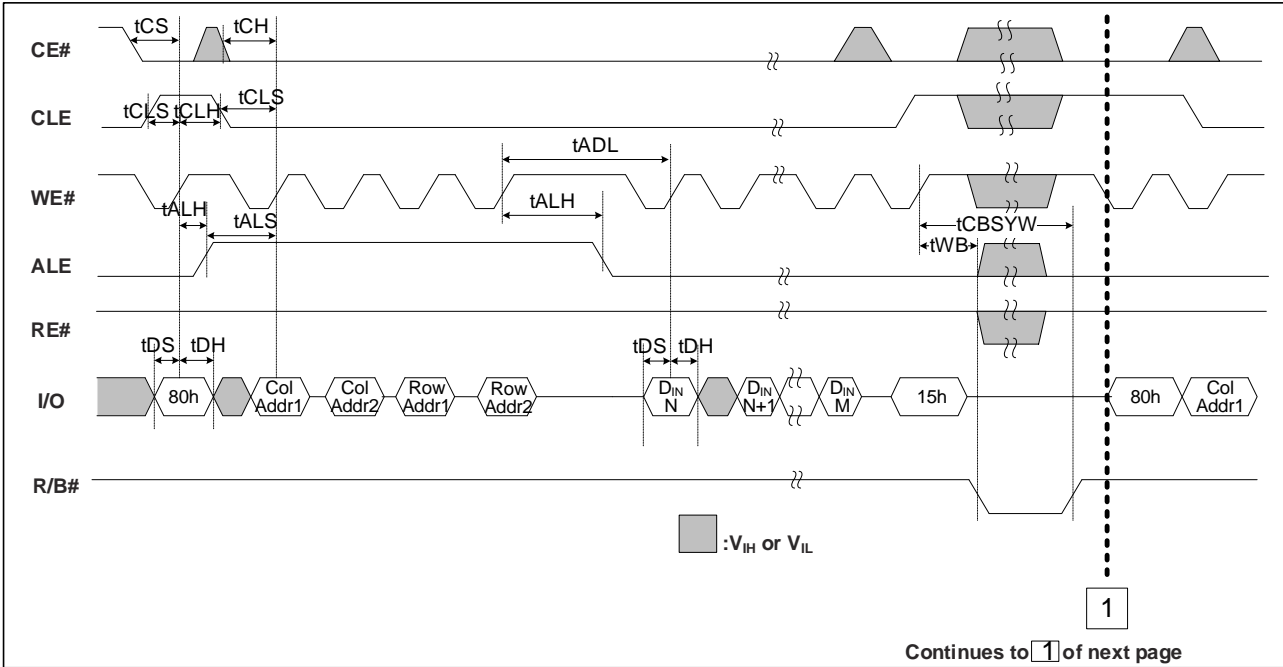 tCS tCH
CE#
tCLS tCLH tCLS
CLE
tADL
WE#
tALH tALS tALH tCBSYW
tWB
ALE
RE#
tDS tDH tDS tDH
I/O 80h Col Addr1 Col Addr2 Row Addr1 Row Addr2 DIN N DIN N+1 DIN M 15h 80h Col Addr1
R/B#
:VIH or VIL
1
Continues to 1 of next page